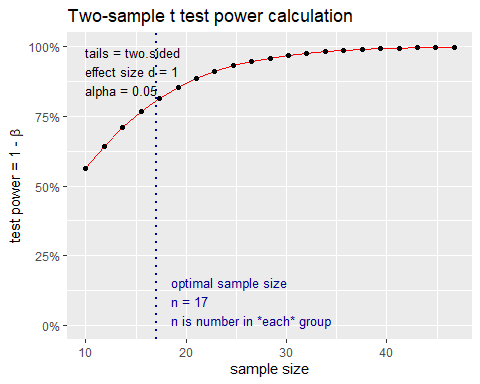 Two-sample t test power calculation
100%
75%
50%
25%
0%
test power = 1 - β
tails = two.sided
effect size d = 1
alpha = 0.05
optimal sample size
n = 17
n is number in *each* group
10
20
30
40
sample size